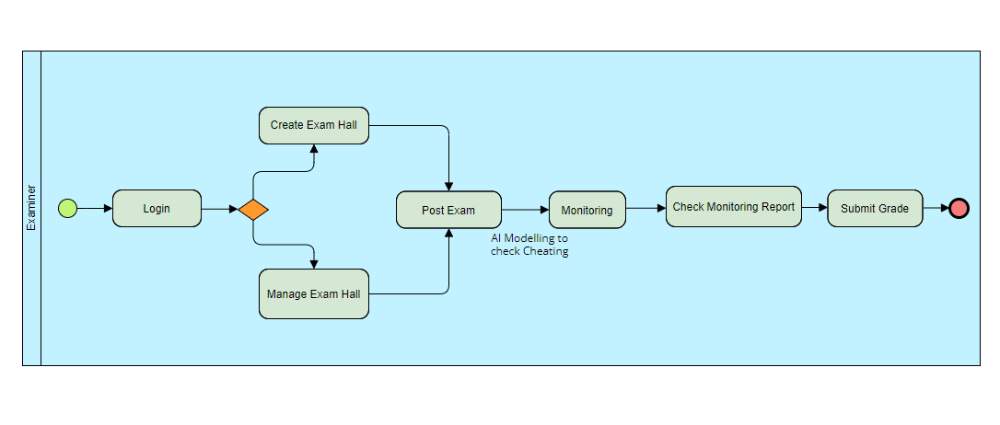 Examiner
Login
Create Exam Hall
Manage Exam Hall
Post Exam
AI Modelling to
check Cheating
Monitoring
Check Monitoring Report
Submit Grade